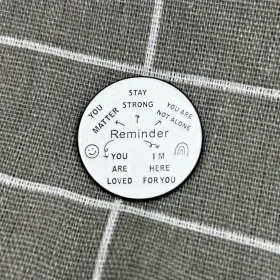 STAY
STRONG
YOU
MATTER
YOU ARE
NOT ALONE
Reminder
YOU
ARE
LOVED
I'M
HERE
FOR YOU